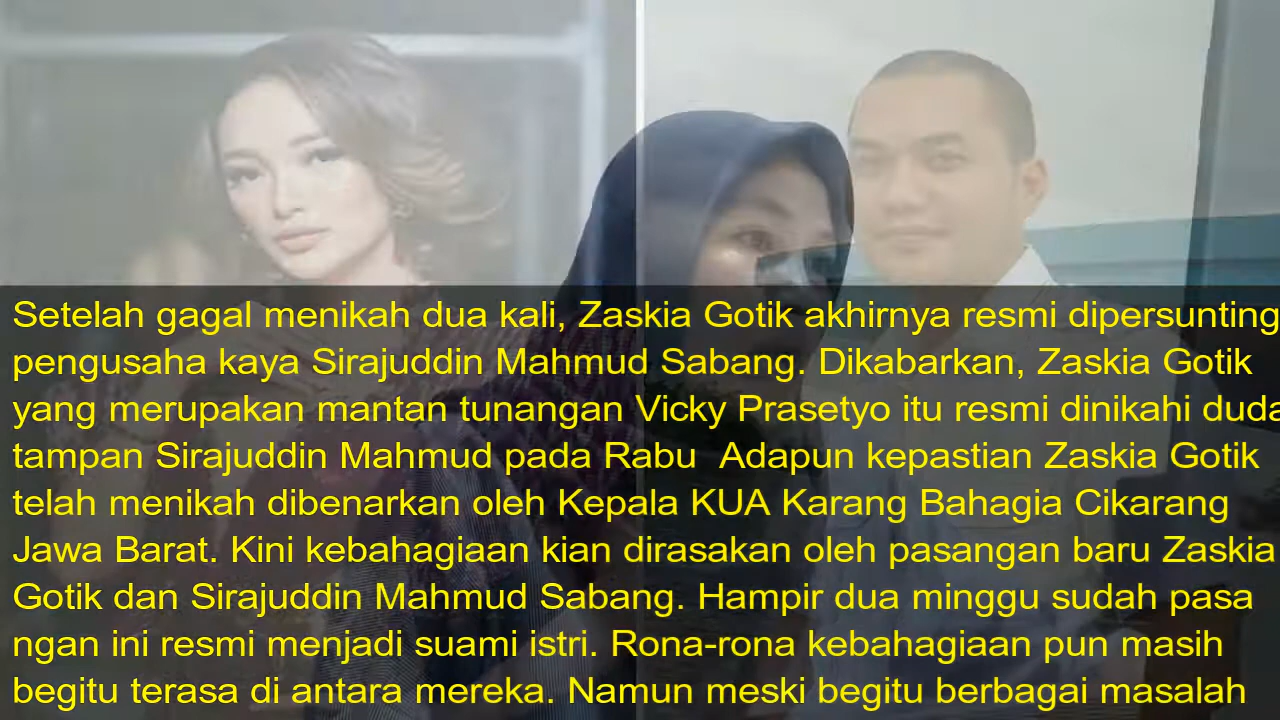 Setelah gagal menikah dua kali, Zaskia Gotik akhirnya resmi dipersunting
pengusaha kaya Sirajuddin Mahmud Sabang. Dikabarkan, Zaskia Gotik
yang merupakan mantan tunangan Vicky Prasetyo itu resmi dinikahi duda
tampan Sirajuddin Mahmud pada Rabu  Adapun kepastian Zaskia Gotik
telah menikah dibenarkan oleh Kepala KUA Karang Bahagia Cikarang
Jawa Barat. Kini kebahagiaan kian dirasakan oleh pasangan baru Zaskia
Gotik dan Sirajuddin Mahmud Sabang. Hampir dua minggu sudah pasa
ngan ini resmi menjadi suami istri. Rona-rona kebahagiaan pun masih
begitu terasa di antara mereka. Namun meski begitu berbagai masalah